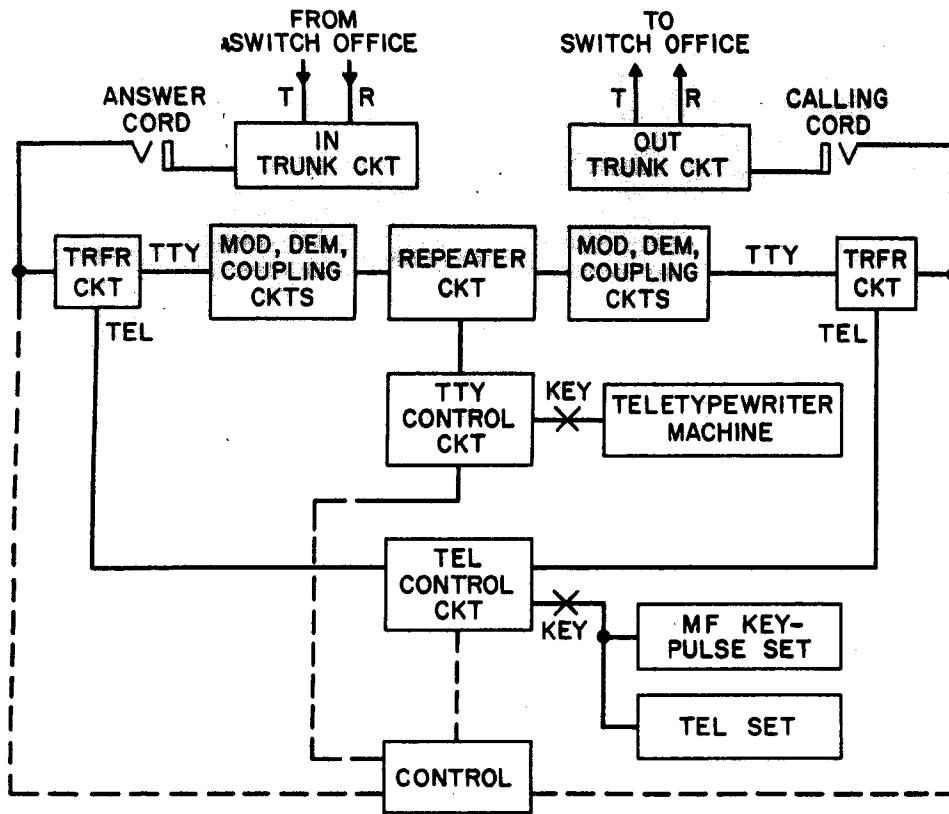 FROM
SWITCH OFFICE
TO
SWITCH OFFICE
T R
T R
ANSWER
CORD
CALLING
CORD
IN
TRUNK CKT
OUT
TRUNK CKT
TRFR
CKT
TTY
MOD, DEM,
COUPLING
CKTS
REPEATER
CKT
MOD, DEM,
COUPLING
CKTS
TTY
TRFR
CKT
TEL
TEL
TTY
CONTROL
CKT
KEY
TELETYPEWRITER
MACHINE
TEL
CONTROL
CKT
KEY
MF KEY-
PULSE SET
TEL SET
CONTROL